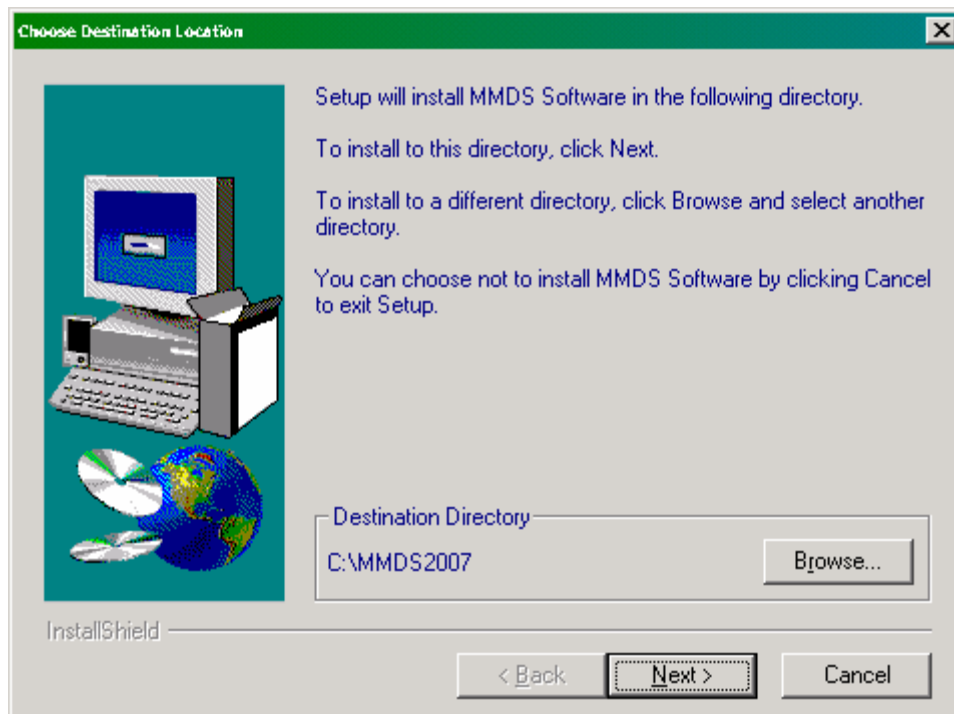 Choose Destination Location
Setup will install MMDS Software in the following directory.
To install to this directory, click Next.
To install to a different directory, click Browse and select another
directory.
You can choose not to install MMDS Software by clicking Cancel
to exit Setup.
Destination Directory
C:\MMDS2007
Browse...
InstallShield
< Back
Next >
Cancel